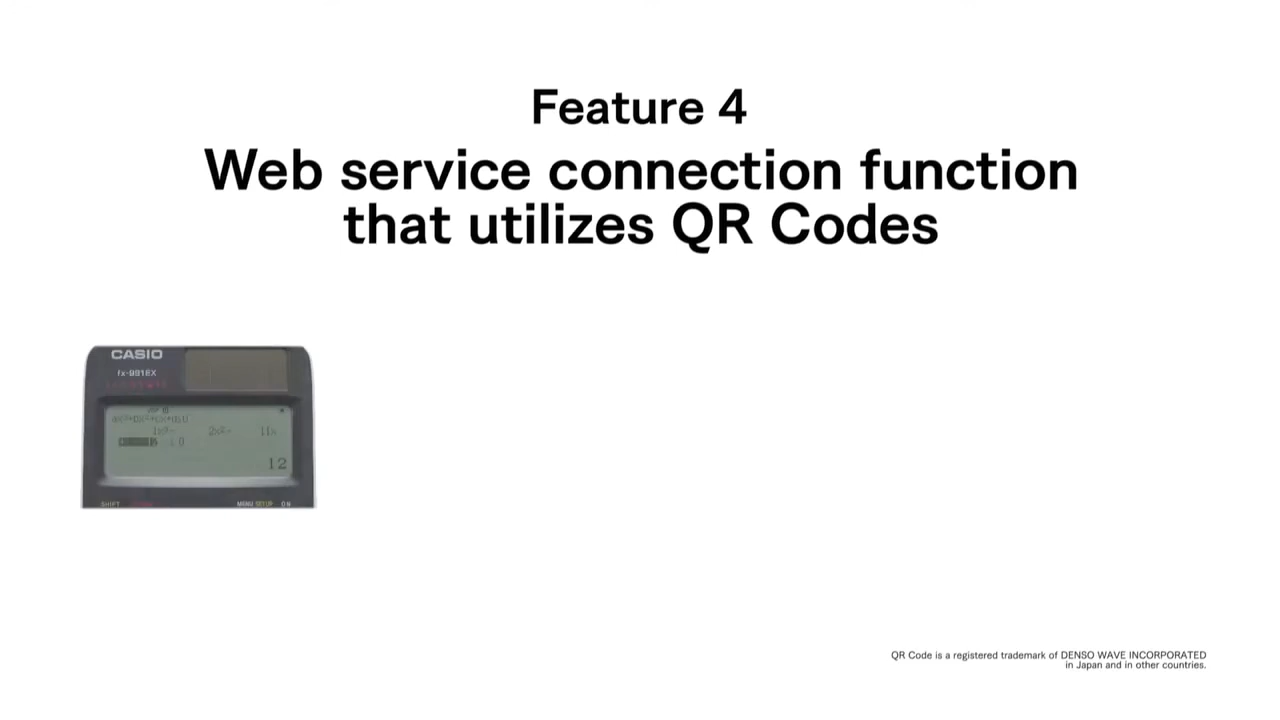 Feature 4
Web service connection function
that utilizes QR Codes
CASIO
fx-991EX
12
SHIFT
MENU SETUP ON
QR Code is a registered trademark of DENSO WAVE INCORPORATED
in Japan and in other countries.